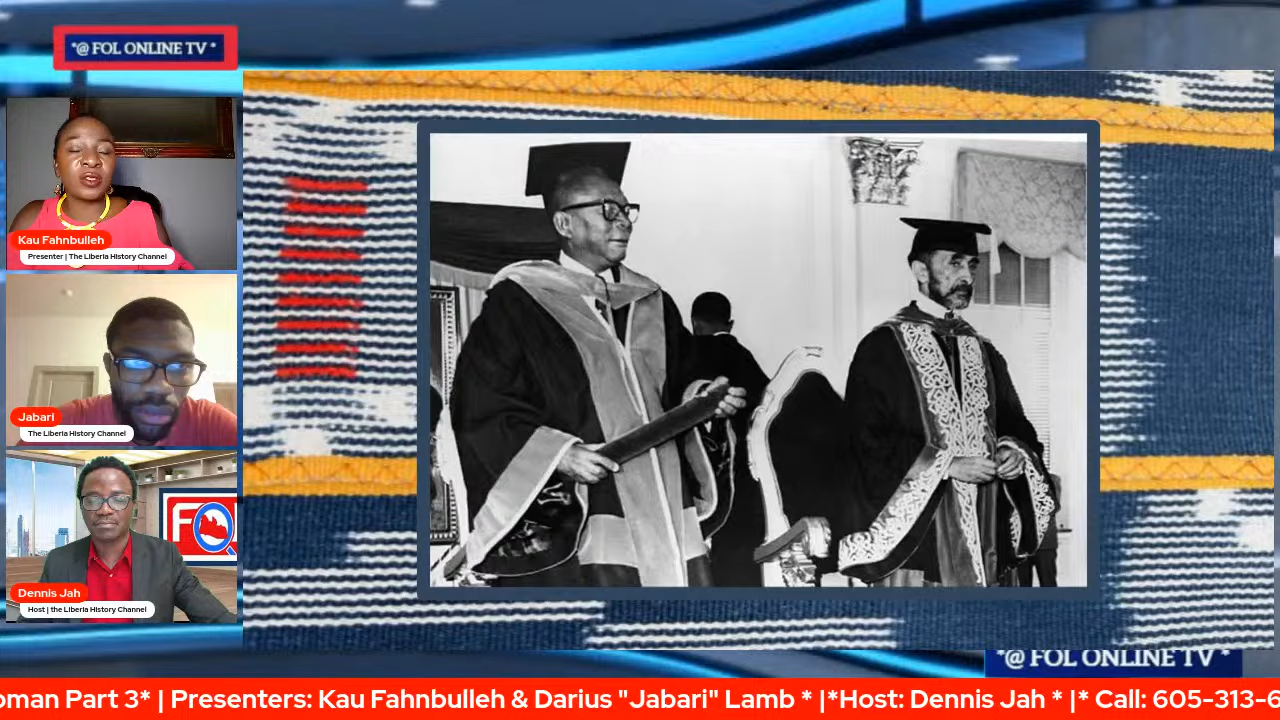 *@ FOL ONLINE TV *
Kau Fahnbulleh
Presenter | The Liberia History Channel
Jabari
The Liberia History Channel
Dennis Jah
Host | the Liberia History Channel
*@ FOL ONLINE TV *
Part 3* | Presenters: Kau Fahnbulleh & Darius "Jabari" Lamb * |*Host: Dennis Jah * |* Call: 605-313-